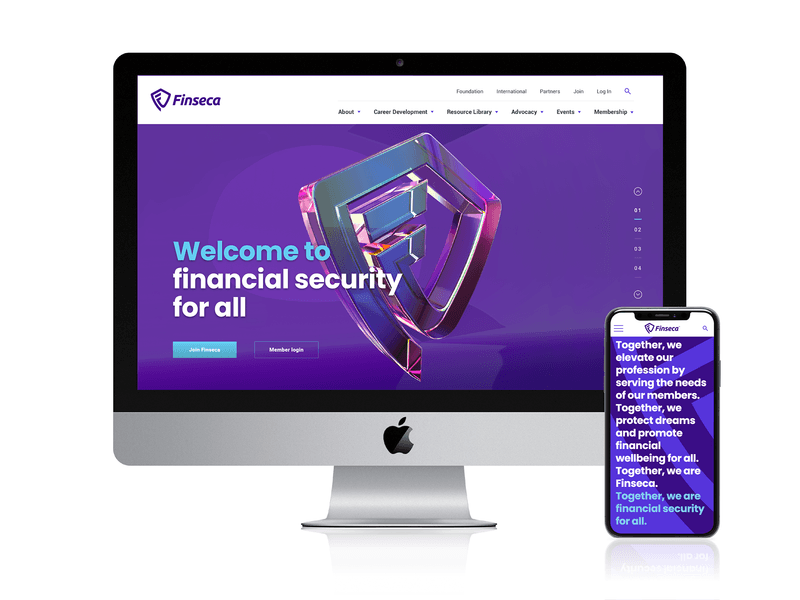 Foundation International Partners Join Log In
Finseca
About Career Development Resource Library Advocacy Events Membership
01
02
03
04
Welcome to
financial security
for all
Join Finseca Member login
Finseca
Together, we
elevate our
profession by
serving the needs
of our members.
Together, we
protect dreams
and promote
financial
wellbeing for all.
Together, we are
Finseca.
Together, we are
financial security
for all.